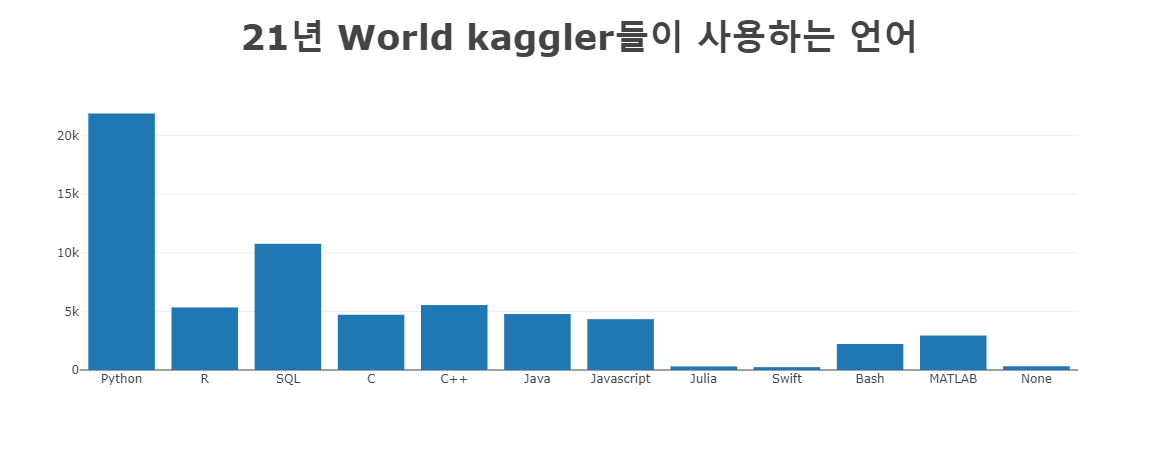 21년 World kaggler들이 사용하는 언어
20k
15k
10k
5k
0
Python R SQL C C++ Java Javascript Julia Swift Bash MATLAB None